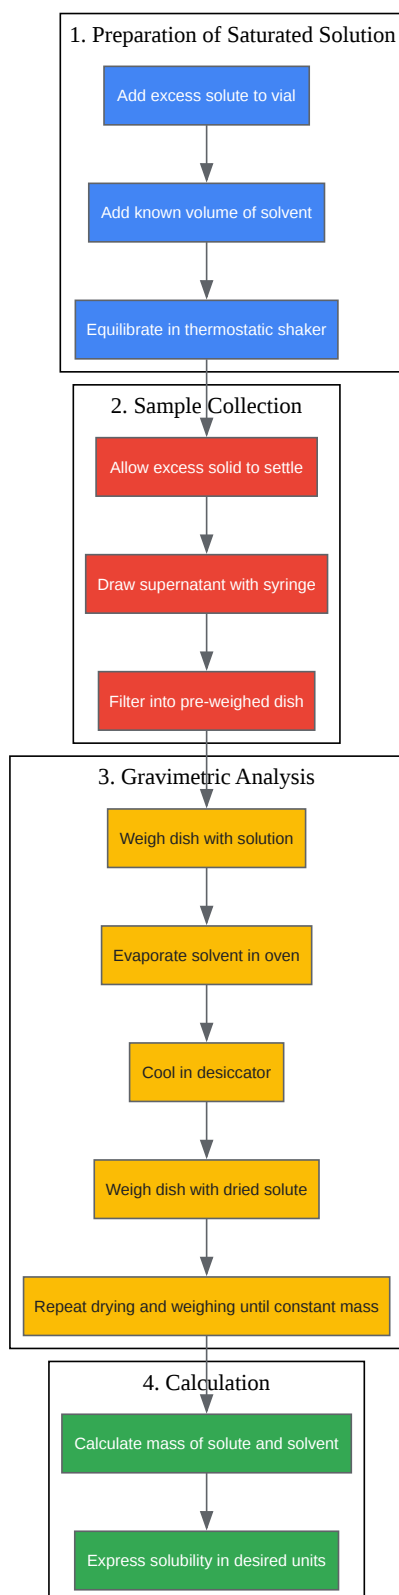 1. Preparation of Saturated Solution
Add excess solute to vial
Add known volume of solvent
Equilibrate in thermostatic shaker
2. Sample Collection
Allow excess solid to settle
Draw supernatant with syringe
Filter into pre-weighed dish
3. Gravimetric Analysis
Weigh dish with solution
Evaporate solvent in oven
Cool in desiccator
Weigh dish with dried solute
Repeat drying and weighing until constant mass
4. Calculation
Calculate mass of solute and solvent
Express solubility in desired units